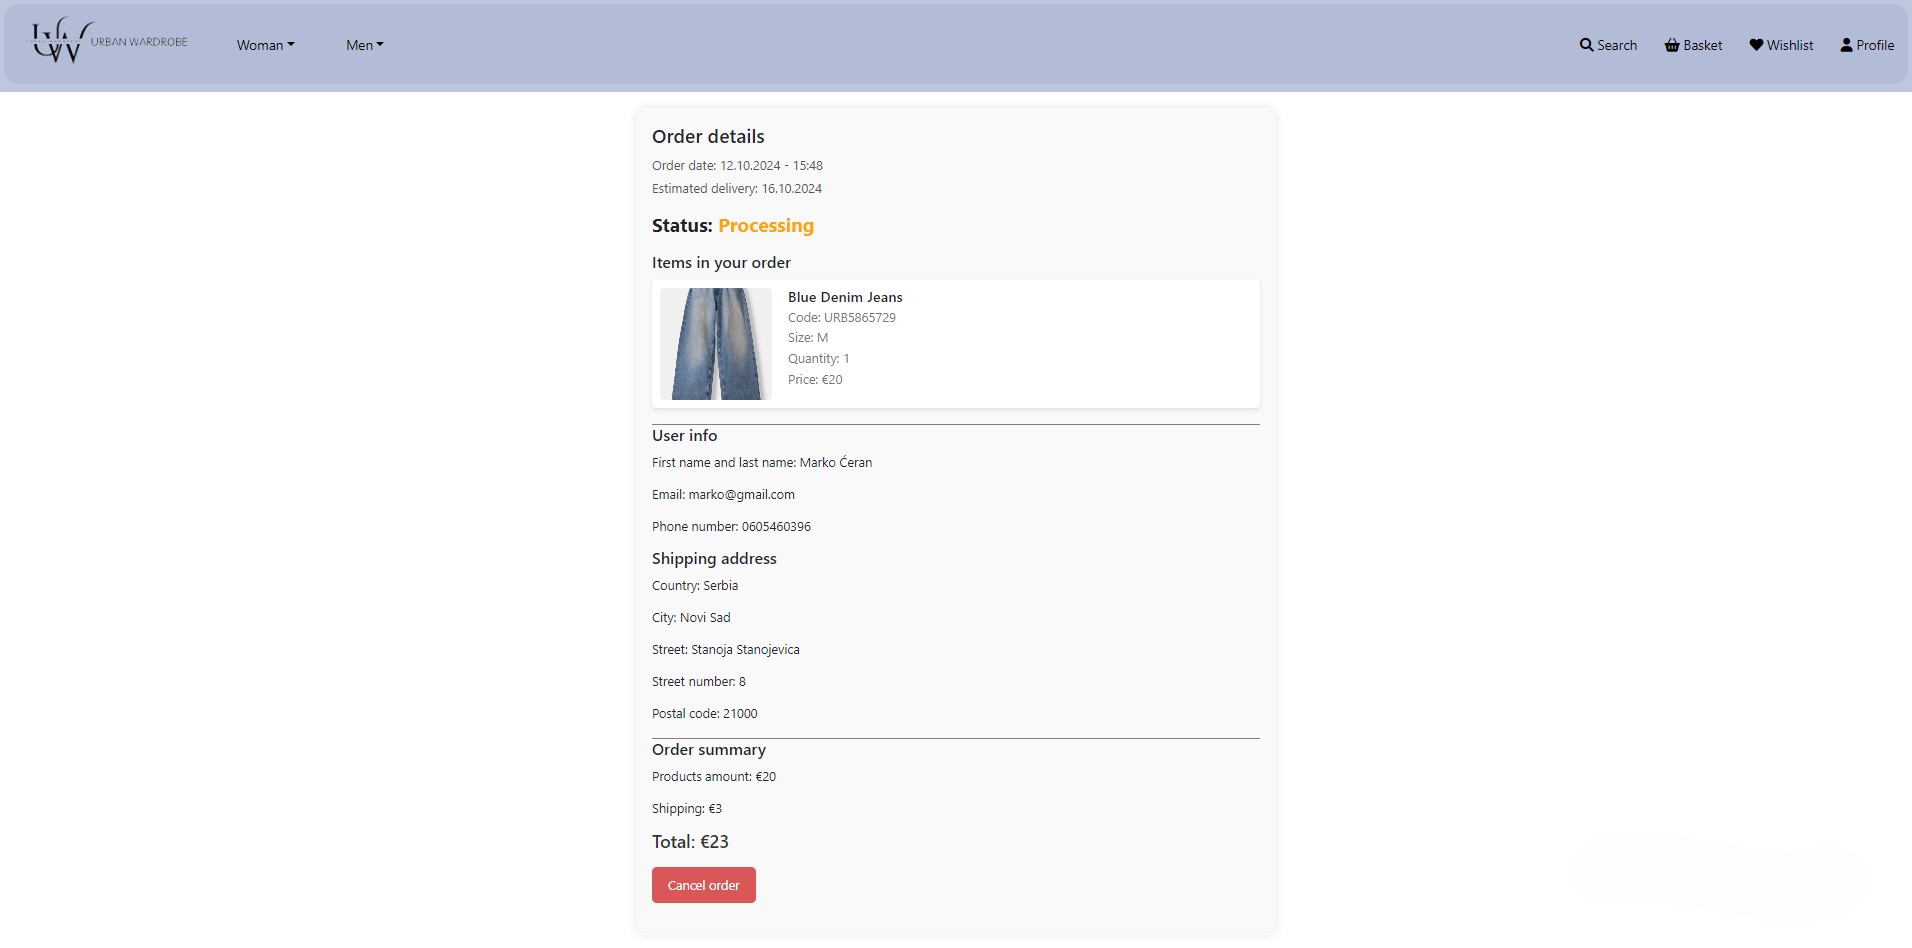 UW URBAN WARDROBE
Woman
Men
Search
Basket
Wishlist
Profile
Order details
Order date: 12.10.2024 - 15:48
Estimated delivery: 16.10.2024
Status: Processing
Items in your order
Blue Denim Jeans
Code: URB5865729
Size: M
Quantity: 1
Price: €20
User info
First name and last name: Marko Ćeran
Email: marko@gmail.com
Phone number: 0605460396
Shipping address
Country: Serbia
City: Novi Sad
Street: Stanoja Stanojevica
Street number: 8
Postal code: 21000
Order summary
Products amount: €20
Shipping: €3
Total: €23
Cancel order